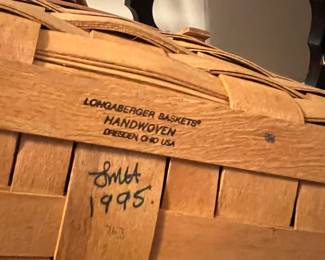 LONGABERGER BASKETS®
HANDWOVEN
DRESDEN, OHIO USA
1995